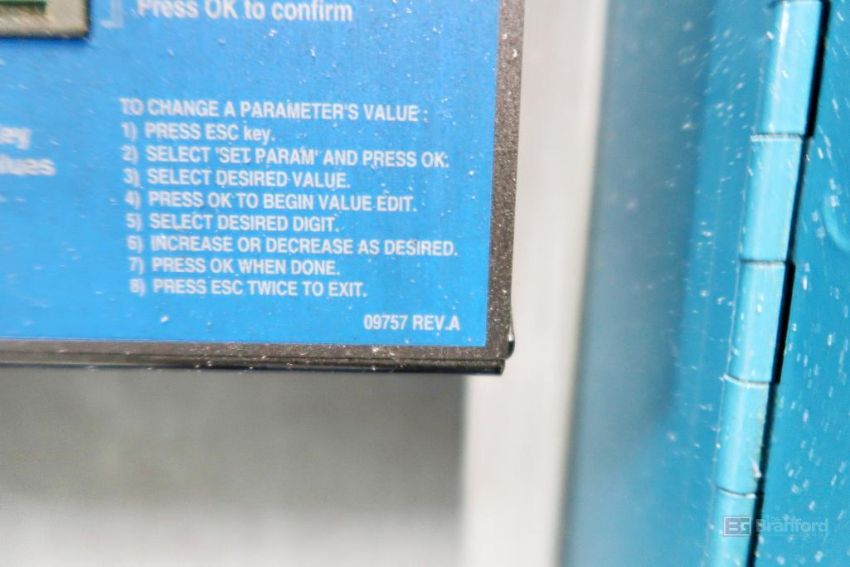 Press OK to confirm
TO CHANGE A PARAMETER'S VALUE :
1) PRESS ESC key.
2) SELECT 'SET PARAM' AND PRESS OK.
3) SELECT DESIRED VALUE.
4) PRESS OK TO BEGIN VALUE EDIT.
5) SELECT DESIRED DIGIT.
6) INCREASE OR DECREASE AS DESIRED.
7) PRESS OK WHEN DONE.
8) PRESS ESC TWICE TO EXIT.
09757 REV.A
BG Branford